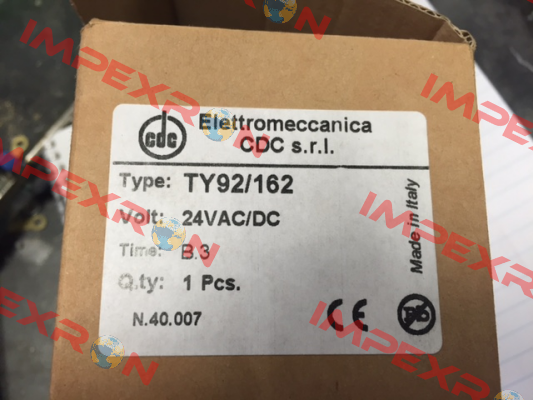 cdc
Elettromeccanica
CDC s.r.l.
Type: TY92/162
Volt: 24VAC/DC
Time: B.3
Q.ty: 1 Pcs.
N.40.007
Made in Italy
CE
Pb
IMPEXRON
IMPEXRON
IMPEXRON
IMPEXRON